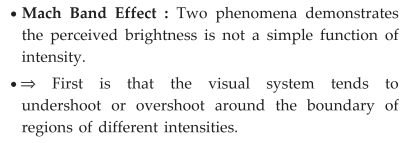 • Mach Band Effect : Two phenomena demonstrates
the perceived brightness is not a simple function of
intensity.
• ⇒ First is that the visual system tends to
undershoot or overshoot around the boundary of
regions of different intensities.